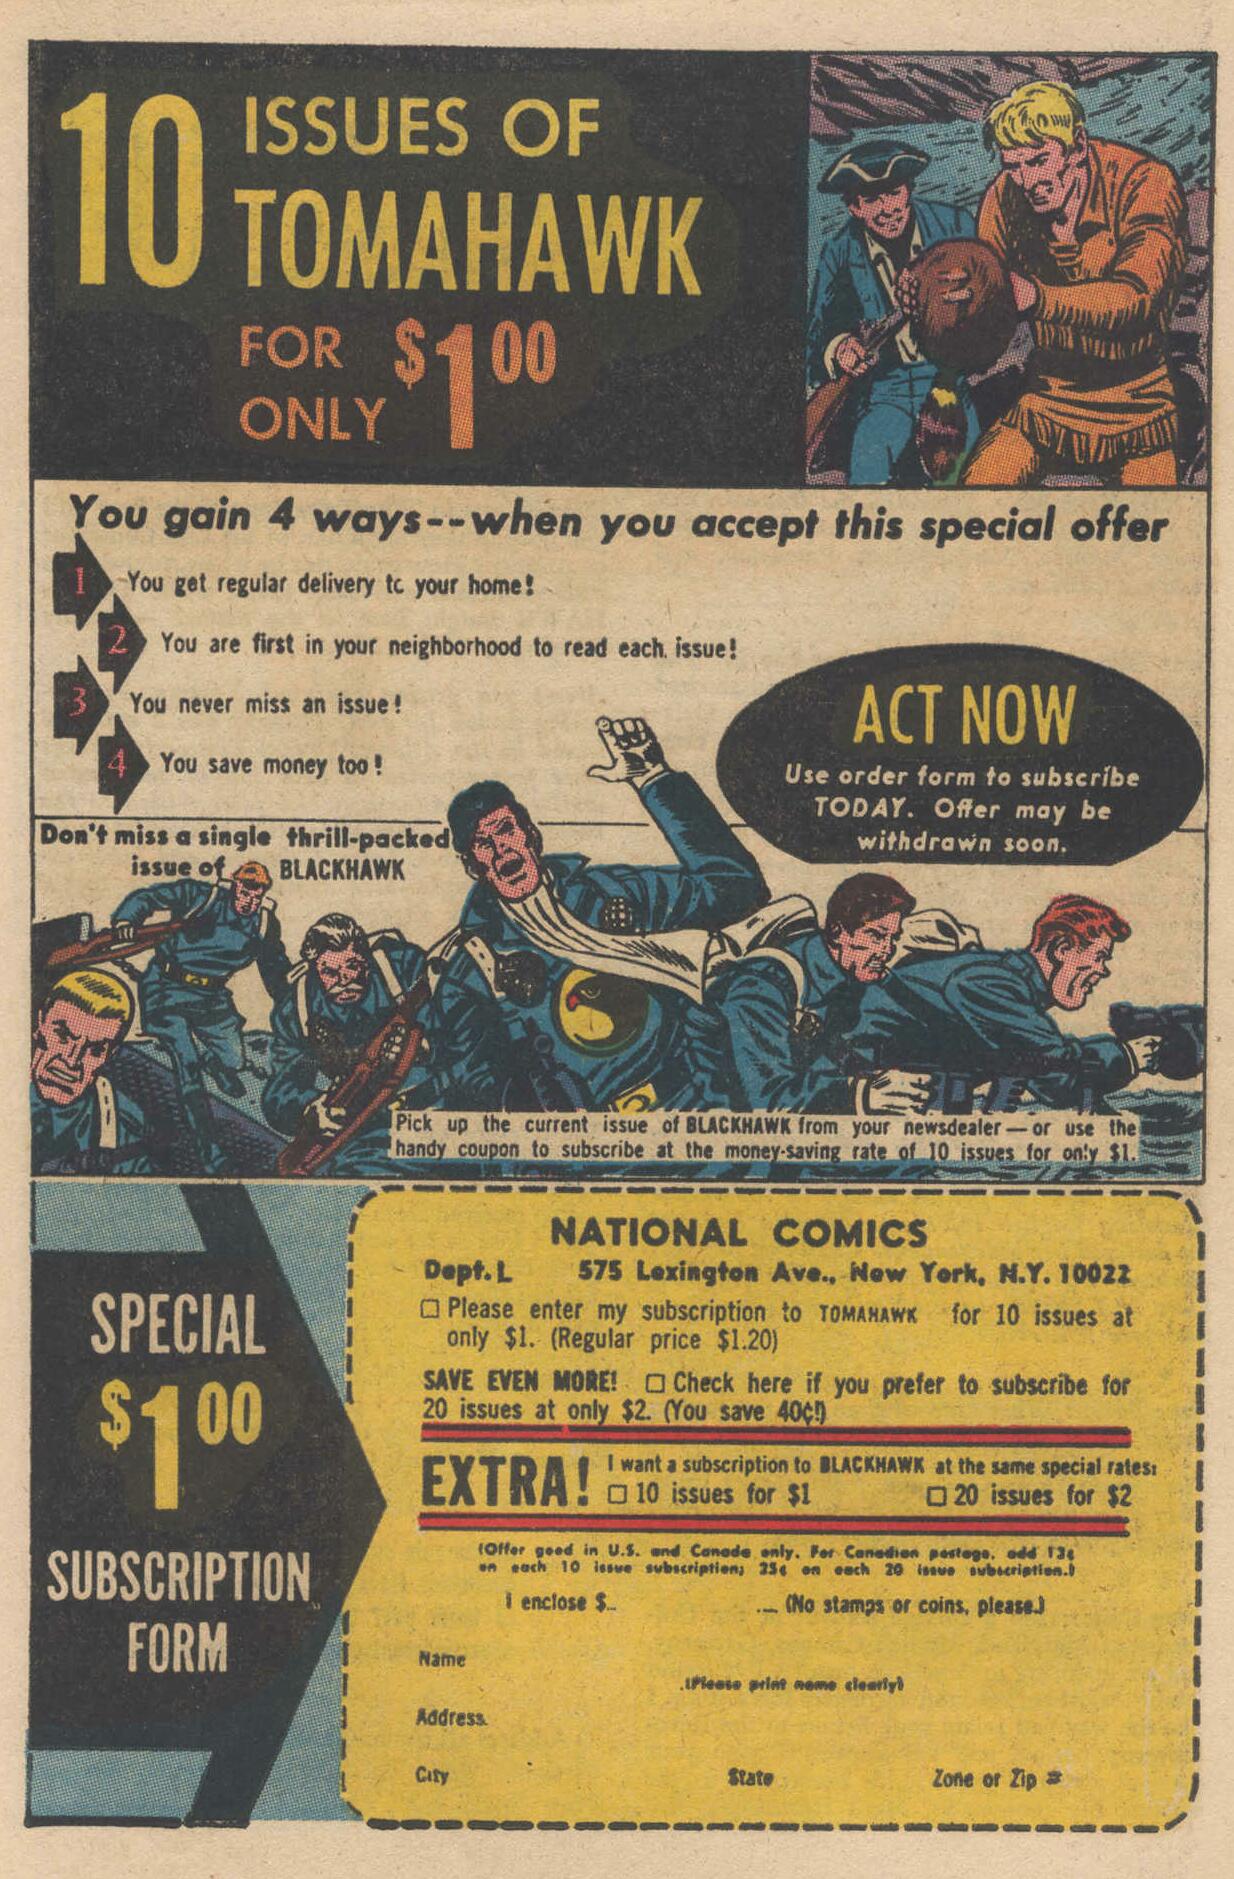 10 ISSUES OF
TOMAHAWK
FOR $1.00
ONLY
You gain 4 ways--when you accept this special offer
1 You get regular delivery to your home!
2 You are first in your neighborhood to read each issue!
3 You never miss an issue!
4 You save money too!
ACT NOW
Use order form to subscribe
TODAY. Offer may be
withdrawn soon.
Don't miss a single thrill-packed
issue of BLACKHAWK
Pick up the current issue of BLACKHAWK from your newsdealer — or use the
handy coupon to subscribe at the money-saving rate of 10 issues for only $1.
SPECIAL
$1.00
SUBSCRIPTION
FORM
NATIONAL COMICS
Dept. L 575 Lexington Ave., New York, N.Y. 10022
☐ Please enter my subscription to TOMAHAWK for 10 issues at
only $1. (Regular price $1.20)
SAVE EVEN MORE! ☐ Check here if you prefer to subscribe for
20 issues at only $2. (You save 40¢!)
EXTRA! I want a subscription to BLACKHAWK at the same special rates:
☐ 10 issues for $1 ☐ 20 issues for $2
(Offer good in U.S. and Canada only. For Canadian postage, add 13¢
on each 10 issue subscription; 25¢ on each 20 issue subscription.)
I enclose $ (No stamps or coins, please.)
Name
(Please print name clearly)
Address
City State Zone or Zip #